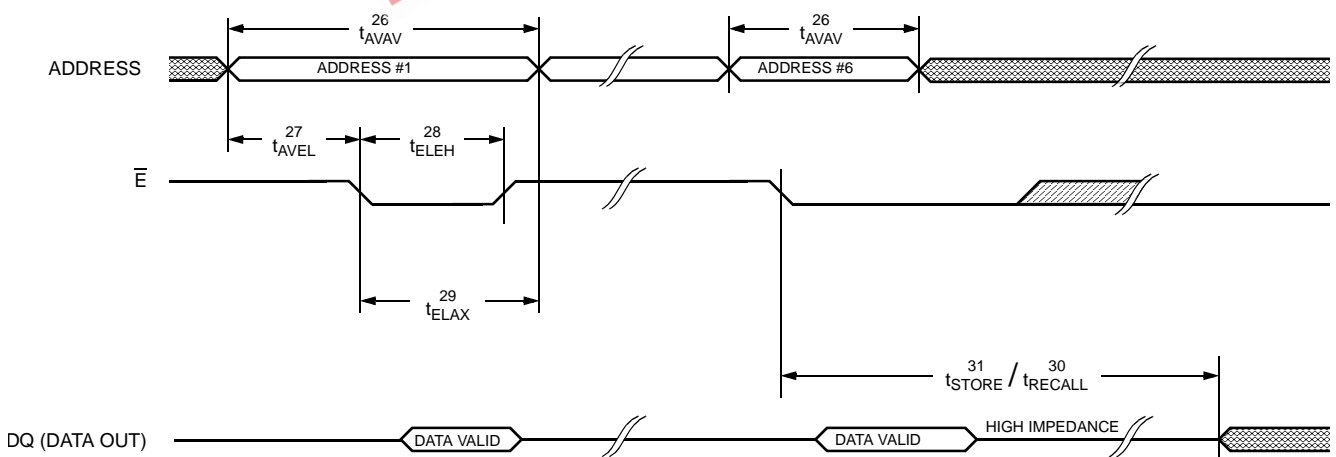 26
tAVAV
26
tAVAV
ADDRESS
ADDRESS #1
ADDRESS #6
27
tAVEL
28
tELEH
E
29
tELAX
31 30
tSTORE / tRECALL
DQ (DATA OUT)
DATA VALID
DATA VALID
HIGH IMPEDANCE